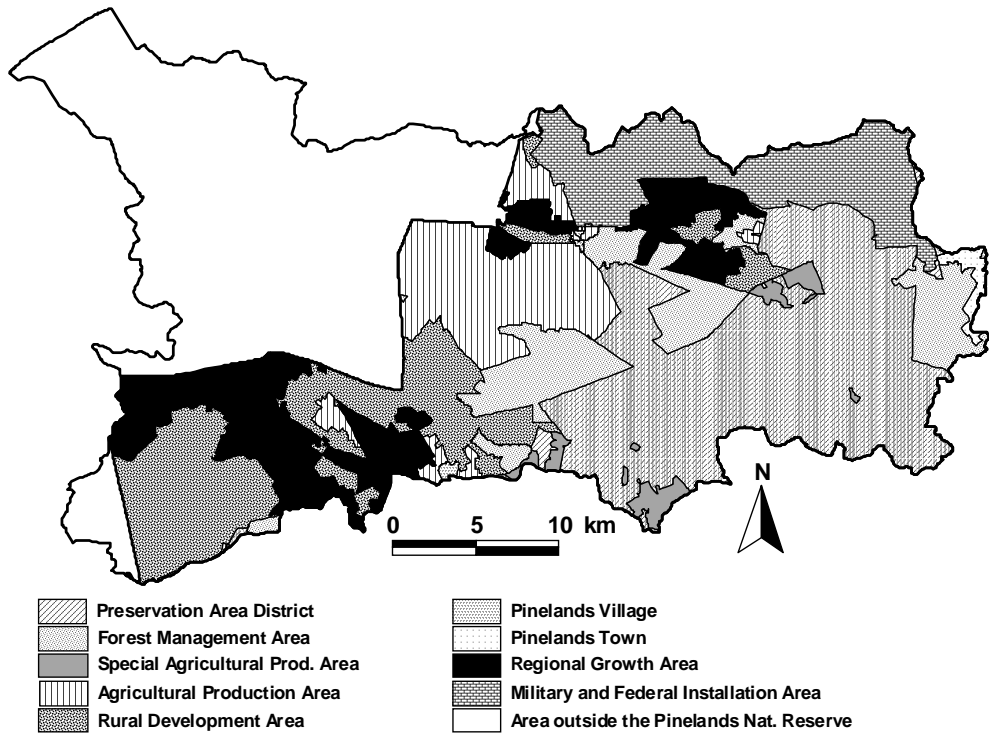 N
0 5 10 km
Preservation Area District
Forest Management Area
Special Agricultural Prod. Area
Agricultural Production Area
Rural Development Area
Pinelands Village
Pinelands Town
Regional Growth Area
Military and Federal Installation Area
Area outside the Pinelands Nat. Reserve